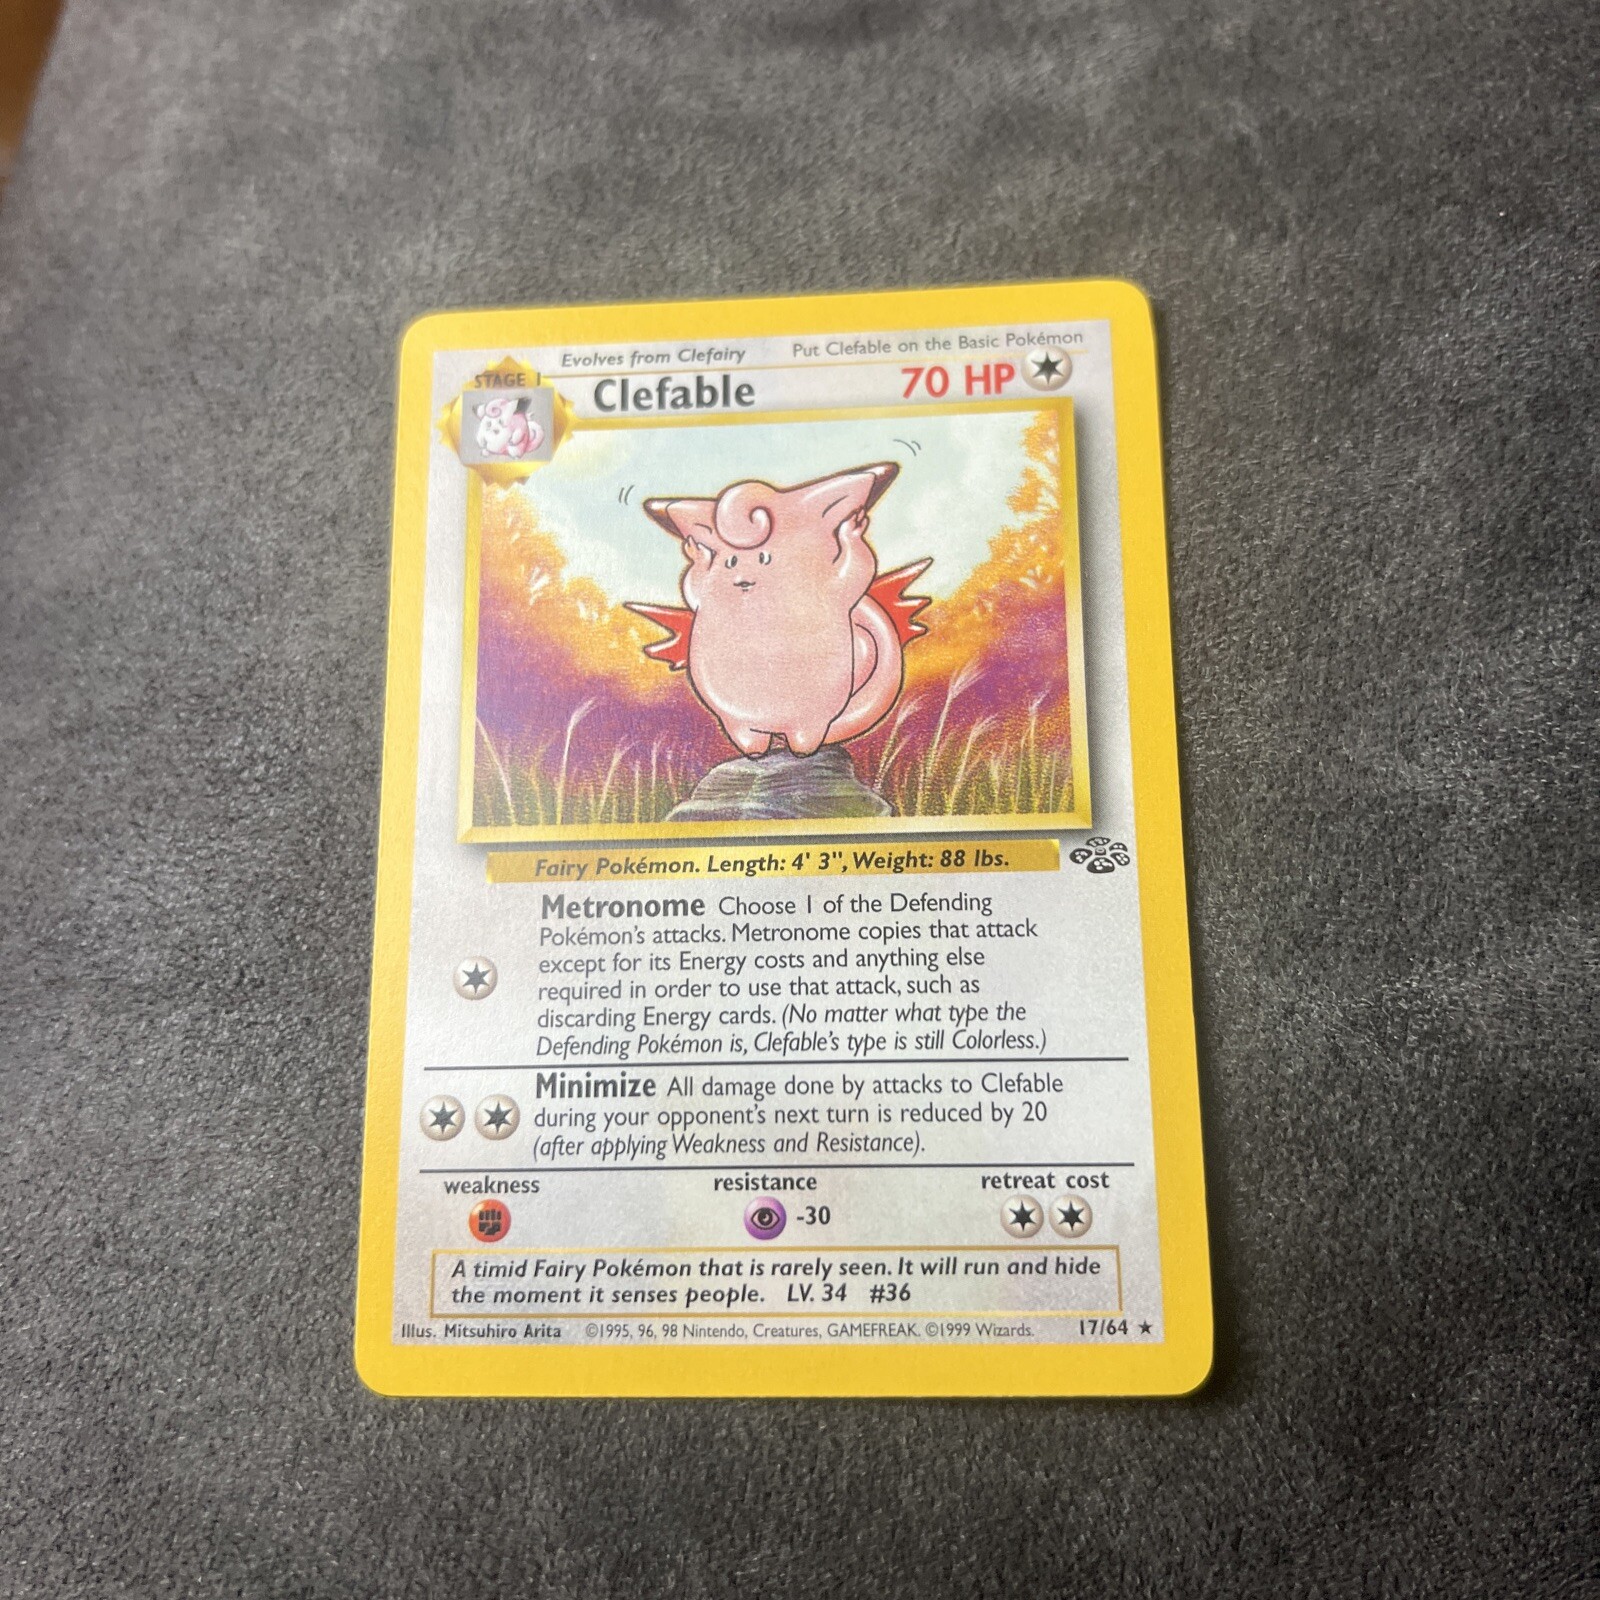 Evolves from Clefairy Put Clefable on the Basic Pokémon
STAGE 1 Clefable 70 HP
Fairy Pokémon. Length: 4' 3", Weight: 88 lbs.
Metronome Choose 1 of the Defending
Pokémon's attacks. Metronome copies that attack
except for its Energy costs and anything else
required in order to use that attack, such as
discarding Energy cards. (No matter what type the
Defending Pokémon is, Clefable's type is still Colorless.)
Minimize All damage done by attacks to Clefable
during your opponent's next turn is reduced by 20
(after applying Weakness and Resistance).
weakness resistance retreat cost
-30
A timid Fairy Pokémon that is rarely seen. It will run and hide
the moment it senses people. LV. 34 #36
Illus. Mitsuhiro Arita ©1995, 96, 98 Nintendo, Creatures, GAMEFREAK. ©1999 Wizards. 17/64 ★